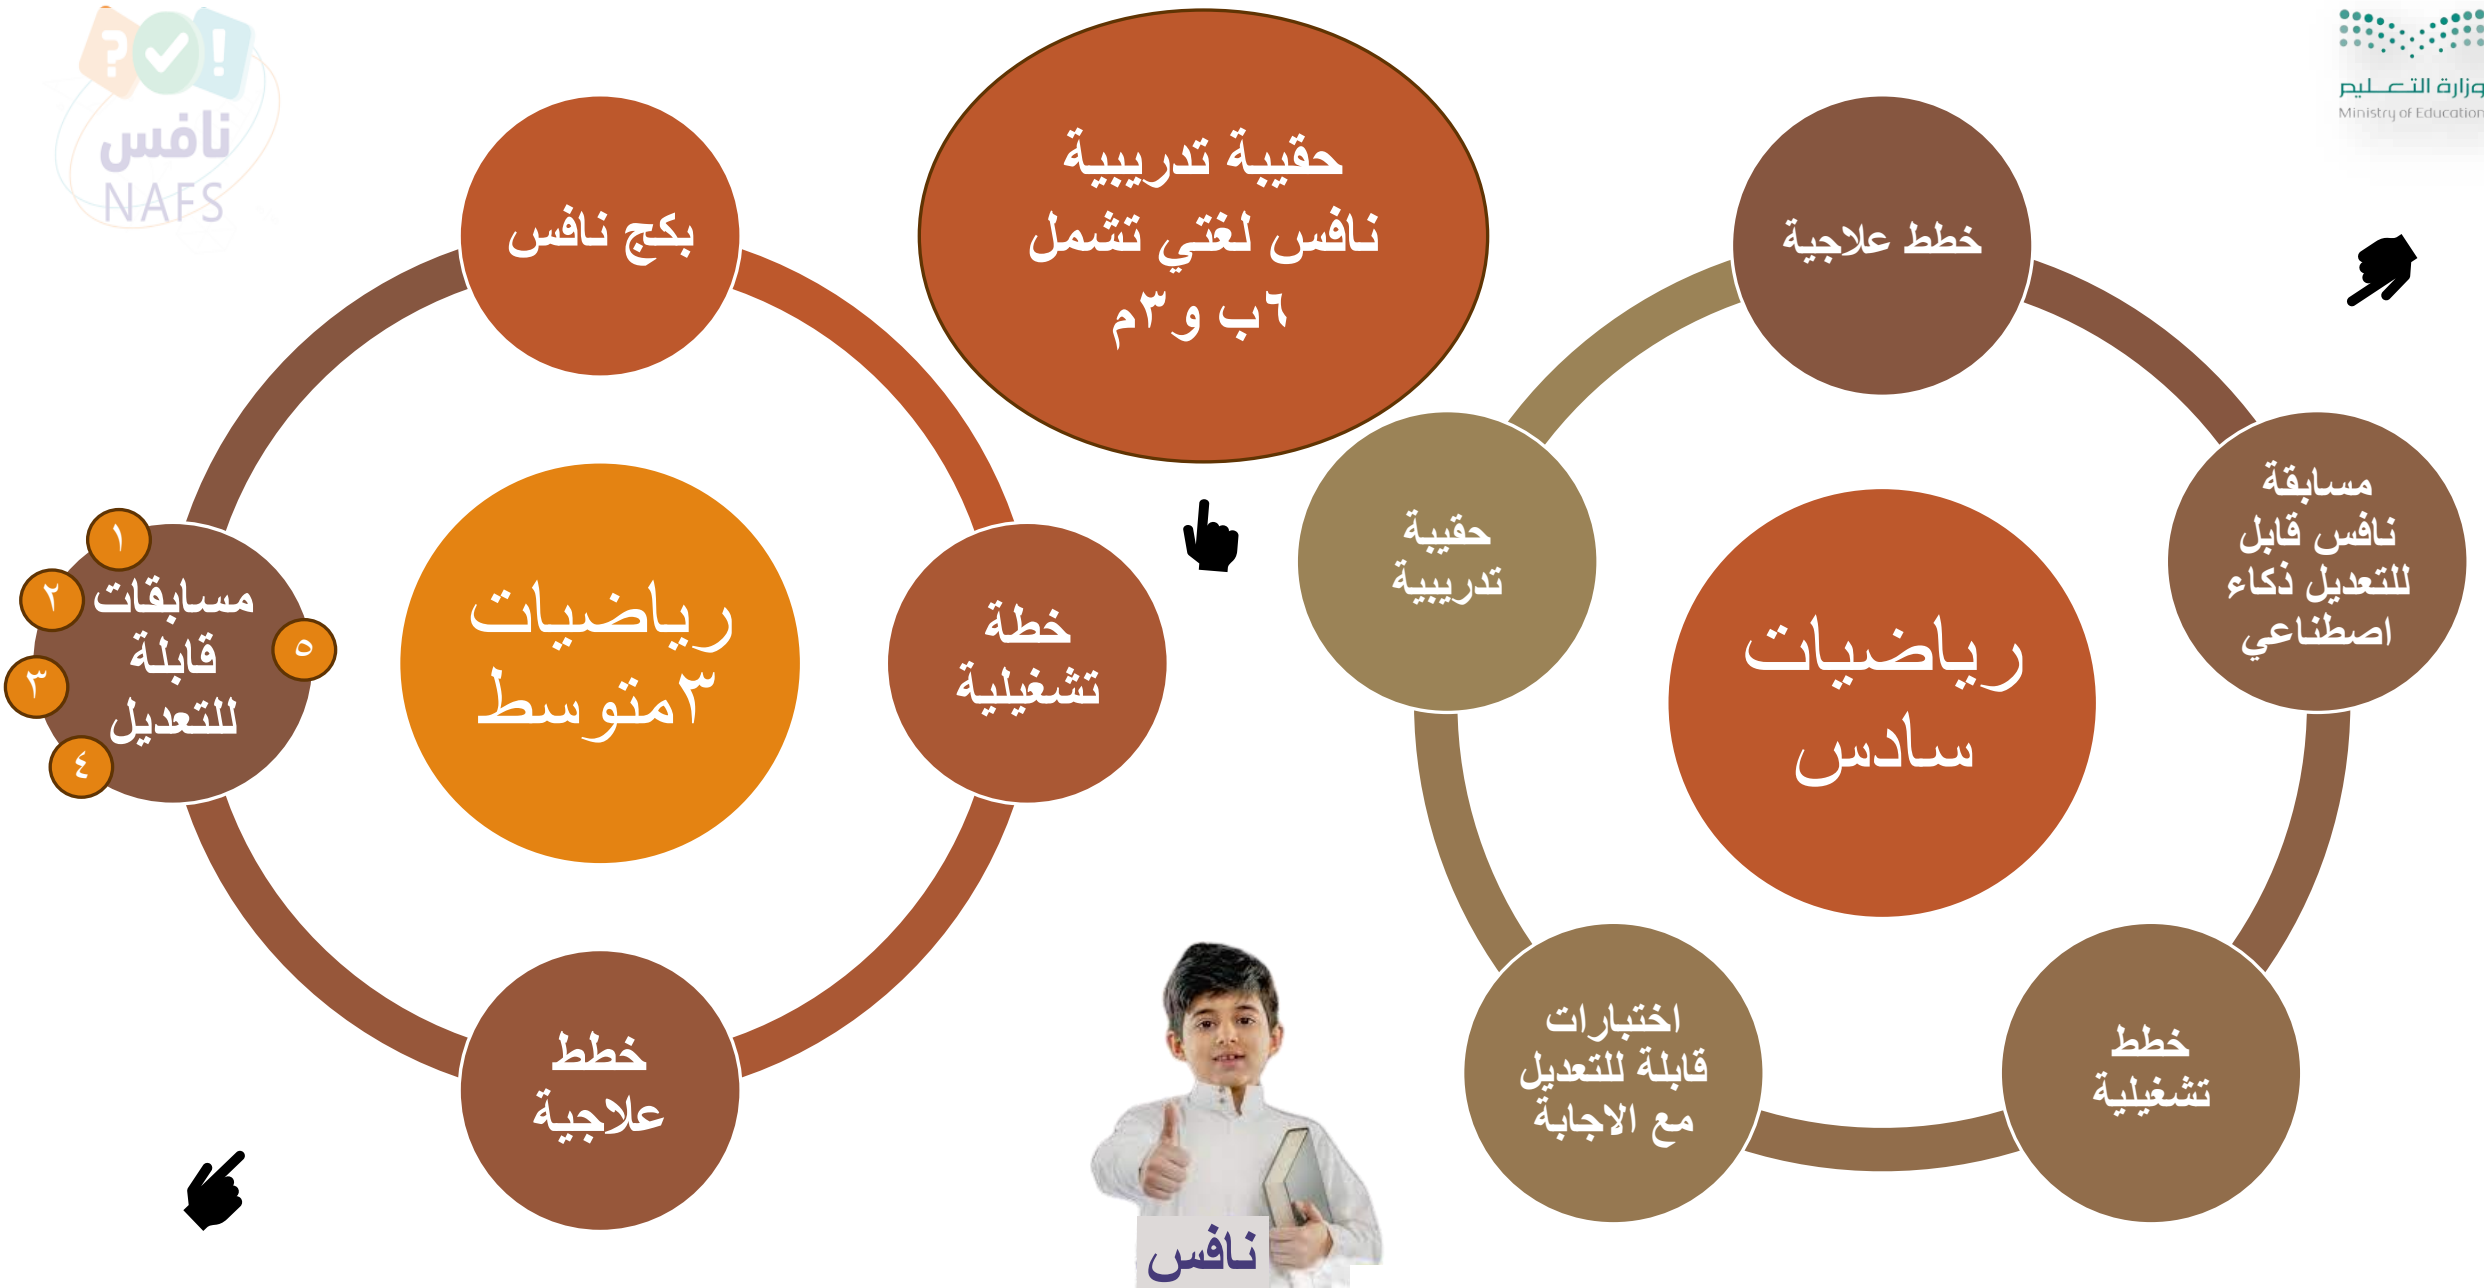 وزارة التعليم
Ministry of Education
خطط علاجية
مسابقة
نافس قابل
للتعديل ذكاء
اصطناعي
خطط
تشغيلية
اختبارات
قابلة للتعديل
مع الاجابة
حقيبة
تدريبية
رياضيات
سادس
حقيبة تدريبية
نافس لغتي تشمل
٦ب و٣م
نافس
NAFS
بكج نافس
خطة
تشغيلية
خطط
علاجية
مسابقات
قابلة
للتعديل
١
٢
٣
٤
٥
رياضيات
٣متوسط
نافس